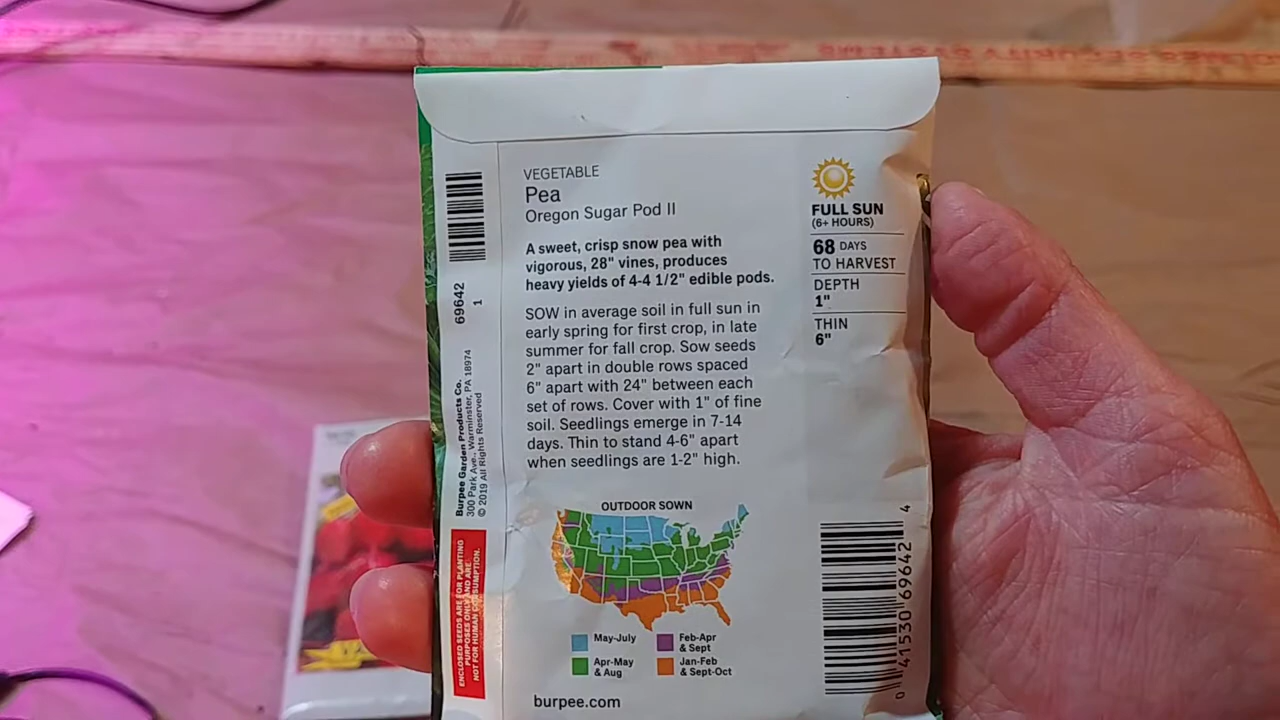 VEGETABLE
Pea
Oregon Sugar Pod II
A sweet, crisp snow pea with
vigorous, 28" vines, produces
heavy yields of 4-4 1/2" edible pods.
SOW in average soil in full sun in
early spring for first crop, in late
summer for fall crop. Sow seeds
2" apart in double rows spaced
6" apart with 24" between each
set of rows. Cover with 1" of fine
soil. Seedlings emerge in 7-14
days. Thin to stand 4-6" apart
when seedlings are 1-2" high.
FULL SUN
(6+ HOURS)
68 DAYS
TO HARVEST
DEPTH
1"
THIN
6"
OUTDOOR SOWN
May-July
Apr-May
& Aug
Feb-Apr
& Sept
Jan-Feb
& Sept-Oct
burpee.com
69642
1
Burpee Garden Products Co.
300 Park Ave., Warminster, PA 18974
© 2019 All Rights Reserved
ENCLOSED SEEDS ARE FOR PLANTING
PURPOSES ONLY AND ARE
NOT FOR HUMAN CONSUMPTION.
0 41530 69642 4
SECURITY SYSTEMS